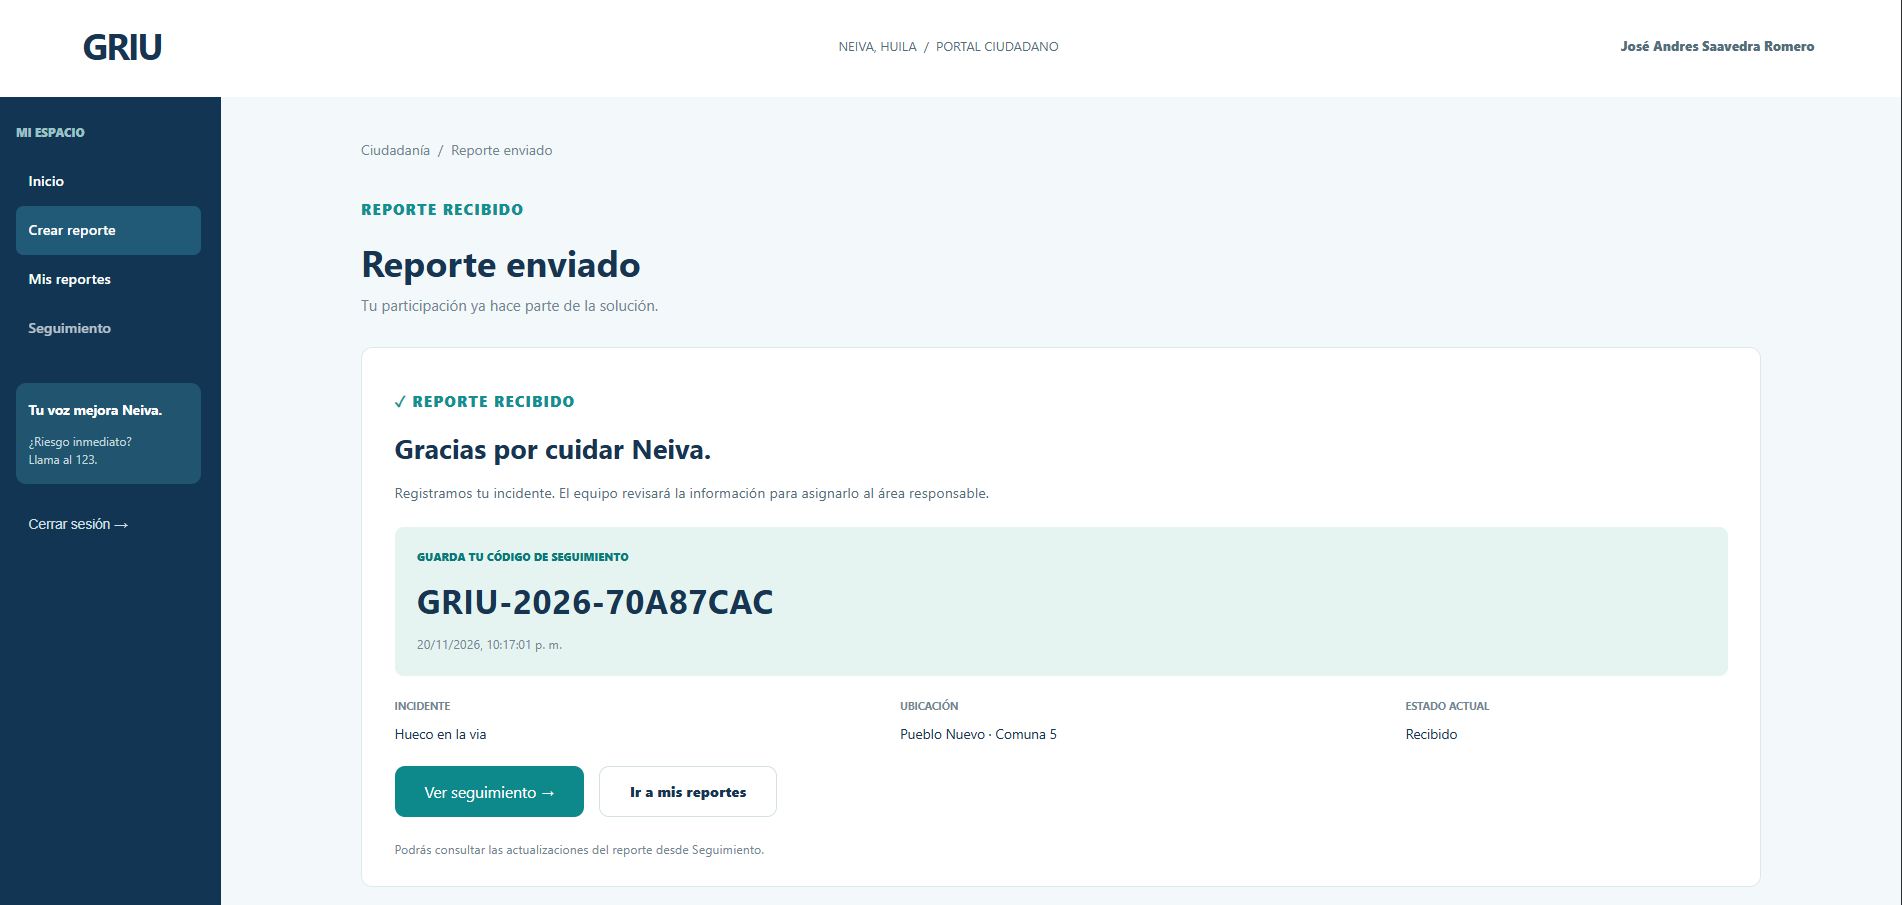 GRIU
NEIVA, HUILA / PORTAL CIUDADANO
José Andres Saavedra Romero
MI ESPACIO
Inicio
Crear reporte
Mis reportes
Seguimiento
Tu voz mejora Neiva.
¿Riesgo inmediato?
Llama al 123.
Cerrar sesión →
Ciudadanía / Reporte enviado
REPORTE RECIBIDO
Reporte enviado
Tu participación ya hace parte de la solución.
✓ REPORTE RECIBIDO
Gracias por cuidar Neiva.
Registramos tu incidente. El equipo revisará la información para asignarlo al área responsable.
GUARDA TU CÓDIGO DE SEGUIMIENTO
GRIU-2026-70A87CAC
20/11/2026, 10:17:01 p. m.
INCIDENTE
Hueco en la via
UBICACIÓN
Pueblo Nuevo · Comuna 5
ESTADO ACTUAL
Recibido
Ver seguimiento →
Ir a mis reportes
Podrás consultar las actualizaciones del reporte desde Seguimiento.